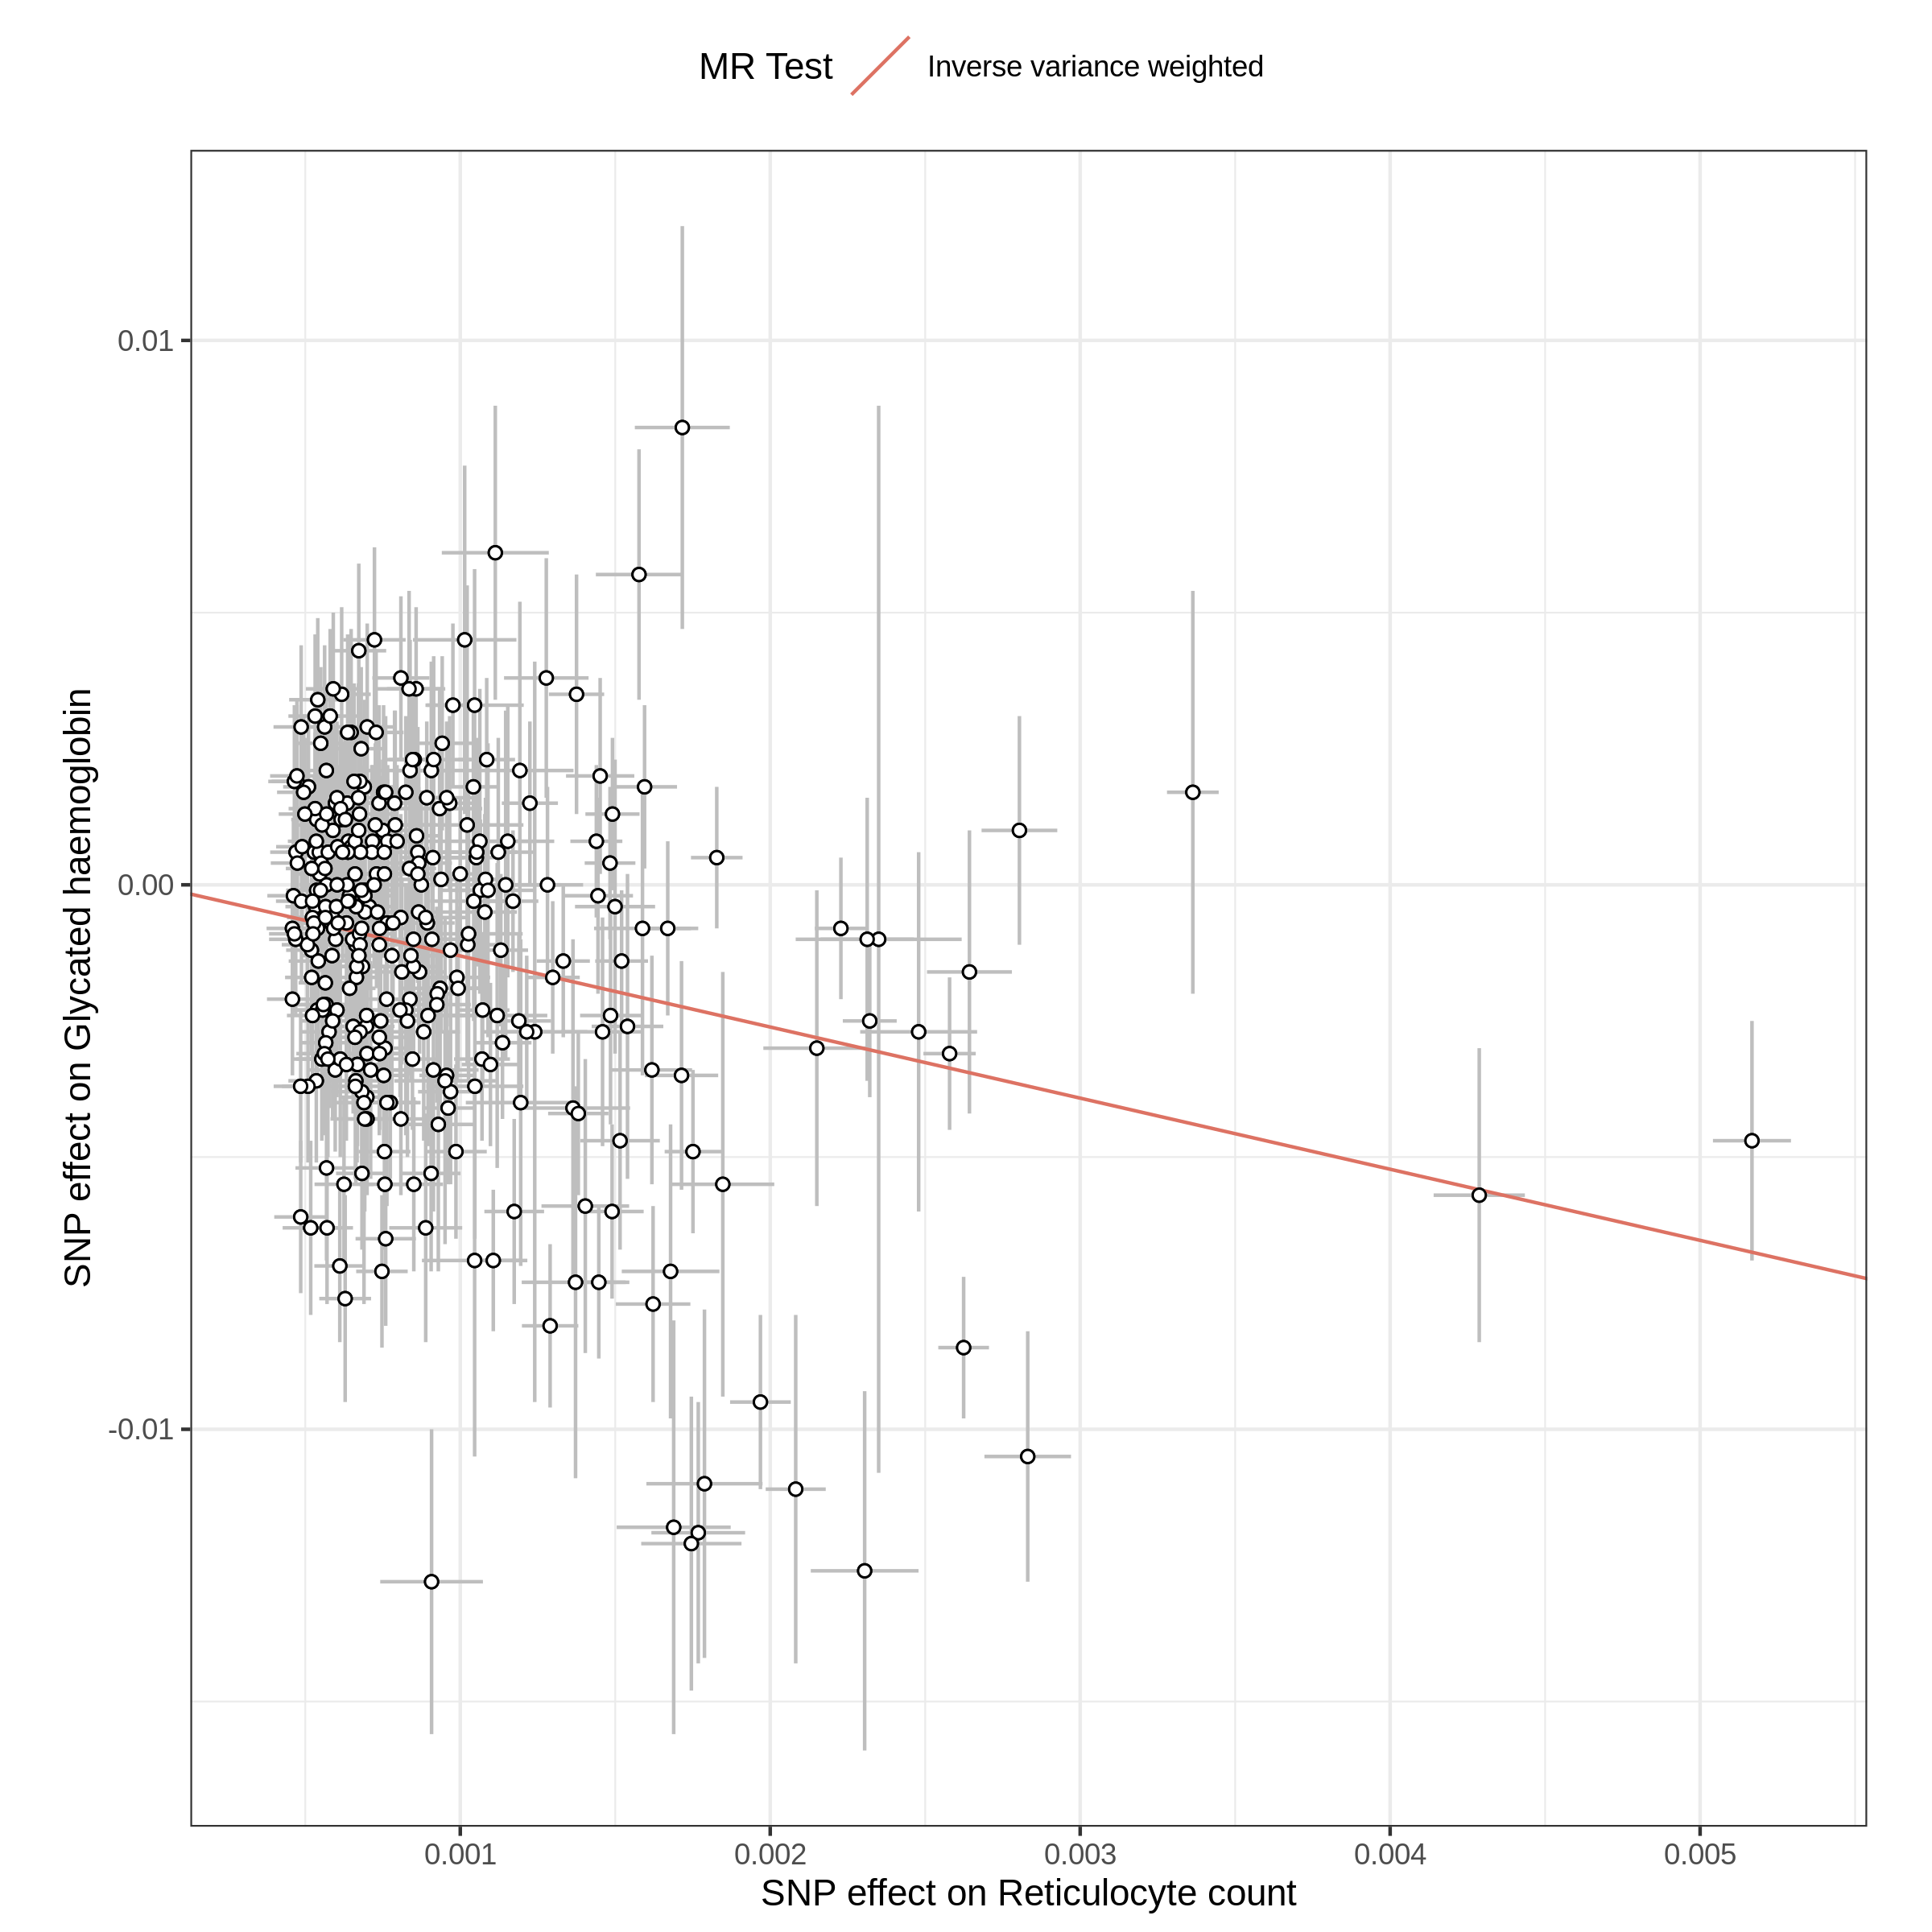 MR Test
Inverse variance weighted
SNP effect on Glycated haemoglobin
0.01
0.00
-0.01
0.001
0.002
0.003
0.004
0.005
SNP effect on Reticulocyte count